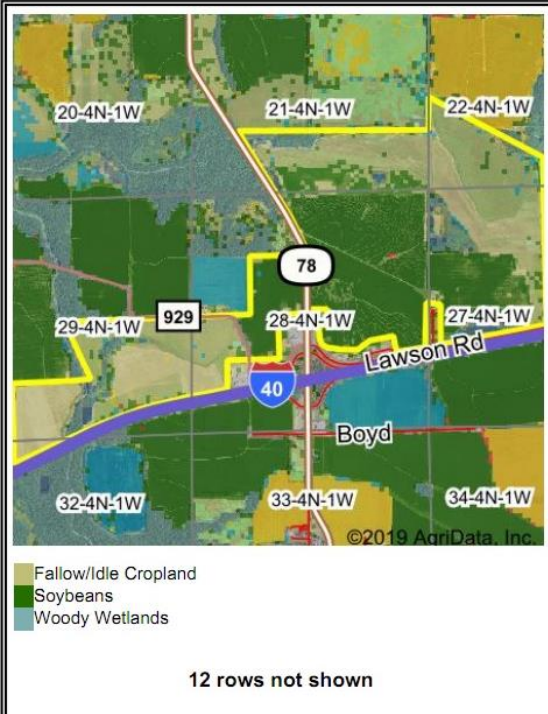 20-4N-1W 21-4N-1W 22-4N-1W
78
929
29-4N-1W 28-4N-1W 27-4N-1W
Lawson Rd
40
Boyd
32-4N-1W 33-4N-1W 34-4N-1W
©2019 AgriData, Inc.
Fallow/Idle Cropland
Soybeans
Woody Wetlands
12 rows not shown